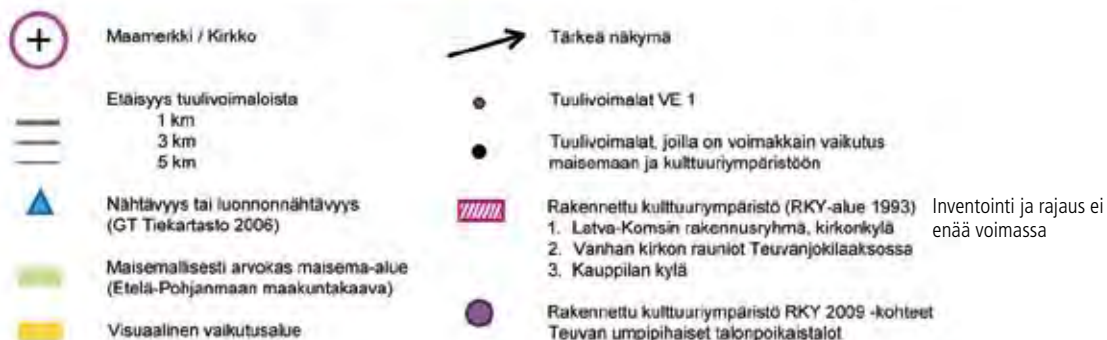 Maamerkki / Kirkko
Etäisyys tuulivoimaloista
1 km
3 km
5 km
Nähtävyys tai luonnonnähtävyys
(GT Tiekartasto 2006)
Maisemallisesti arvokas maisema-alue
(Etelä-Pohjanmaan maakuntakaava)
Visuaalinen vaikutusalue
Tärkeä näkymä
Tuulivoimalat VE 1
Tuulivoimalat, joilla on voimakkain vaikutus
maisemaan ja kulttuuriympäristöön
Rakennettu kulttuuriympäristö (RKY-alue 1993)
1. Latva-Komsin rakennusryhmä, kirkonkylä
2. Vanhan kirkon rauniot Teuvanjokilaaksossa
3. Kauppilan kylä
Inventointi ja rajaus ei
enää voimassa
Rakennettu kulttuuriympäristö RKY 2009 -kohteet
Teuvan umpipihaiset talonpoikaistalot